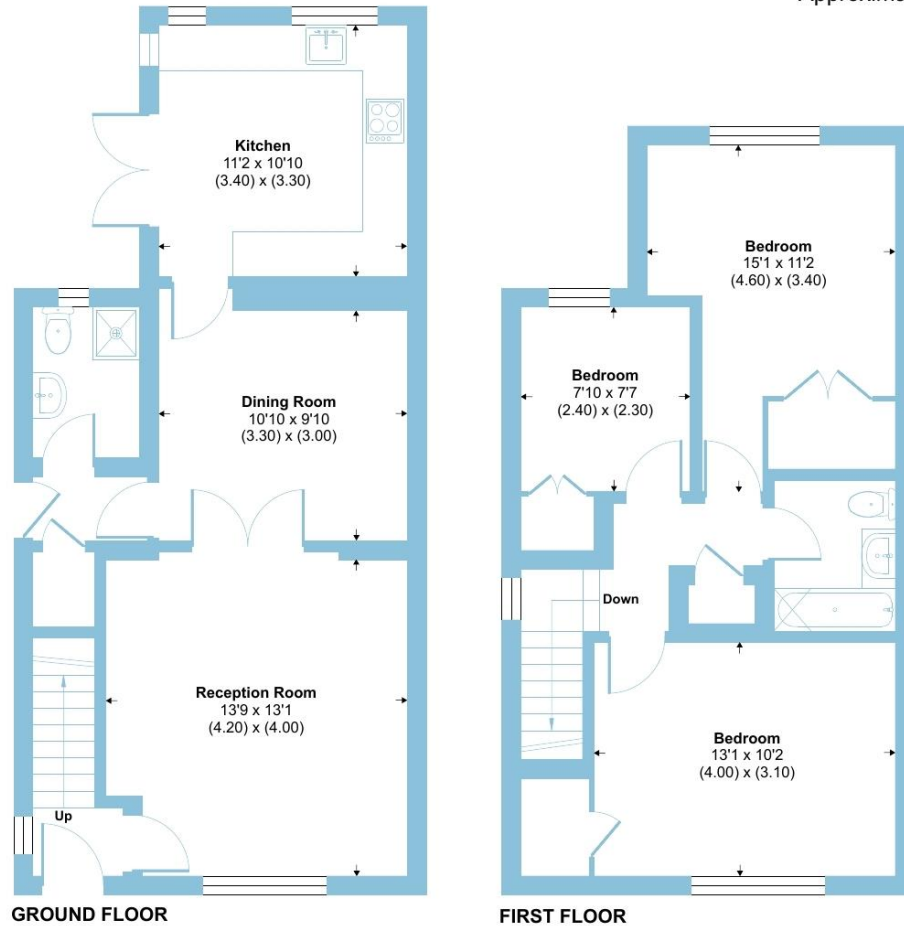 Kitchen
11'2 x 10'10
(3.40) x (3.30)
Dining Room
10'10 x 9'10
(3.30) x (3.00)
Reception Room
13'9 x 13'1
(4.20) x (4.00)
Up
GROUND FLOOR
Bedroom
15'1 x 11'2
(4.60) x (3.40)
Bedroom
7'10 x 7'7
(2.40) x (2.30)
Down
Bedroom
13'1 x 10'2
(4.00) x (3.10)
FIRST FLOOR